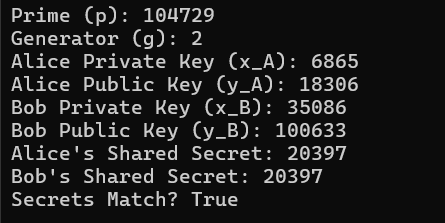 Prime (p): 104729
Generator (g): 2
Alice Private Key (x_A): 6865
Alice Public Key (y_A): 18306
Bob Private Key (x_B): 35086
Bob Public Key (y_B): 100633
Alice's Shared Secret: 20397
Bob's Shared Secret: 20397
Secrets Match? True